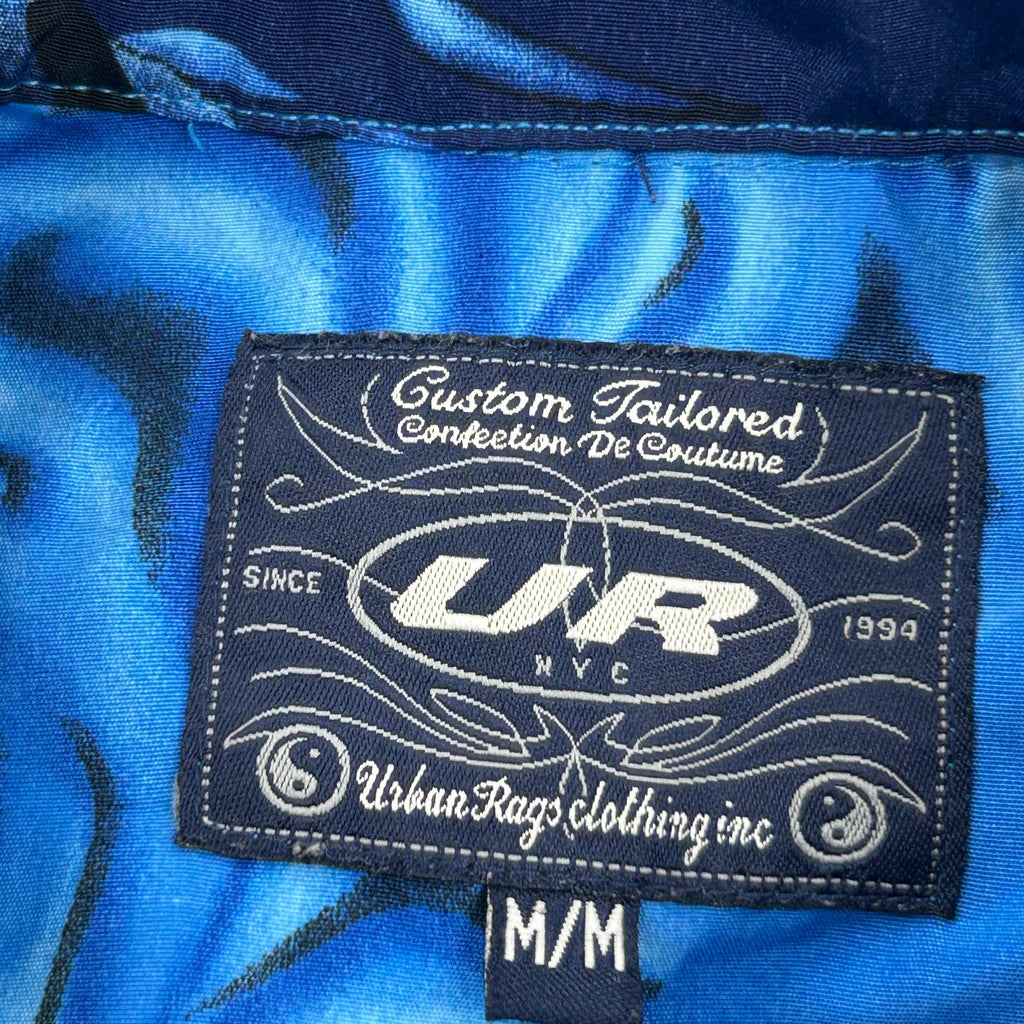 Custom Tailored
Confection De Coutume
SINCE
UR
1994
NYC
Urban Rags clothing inc
M/M